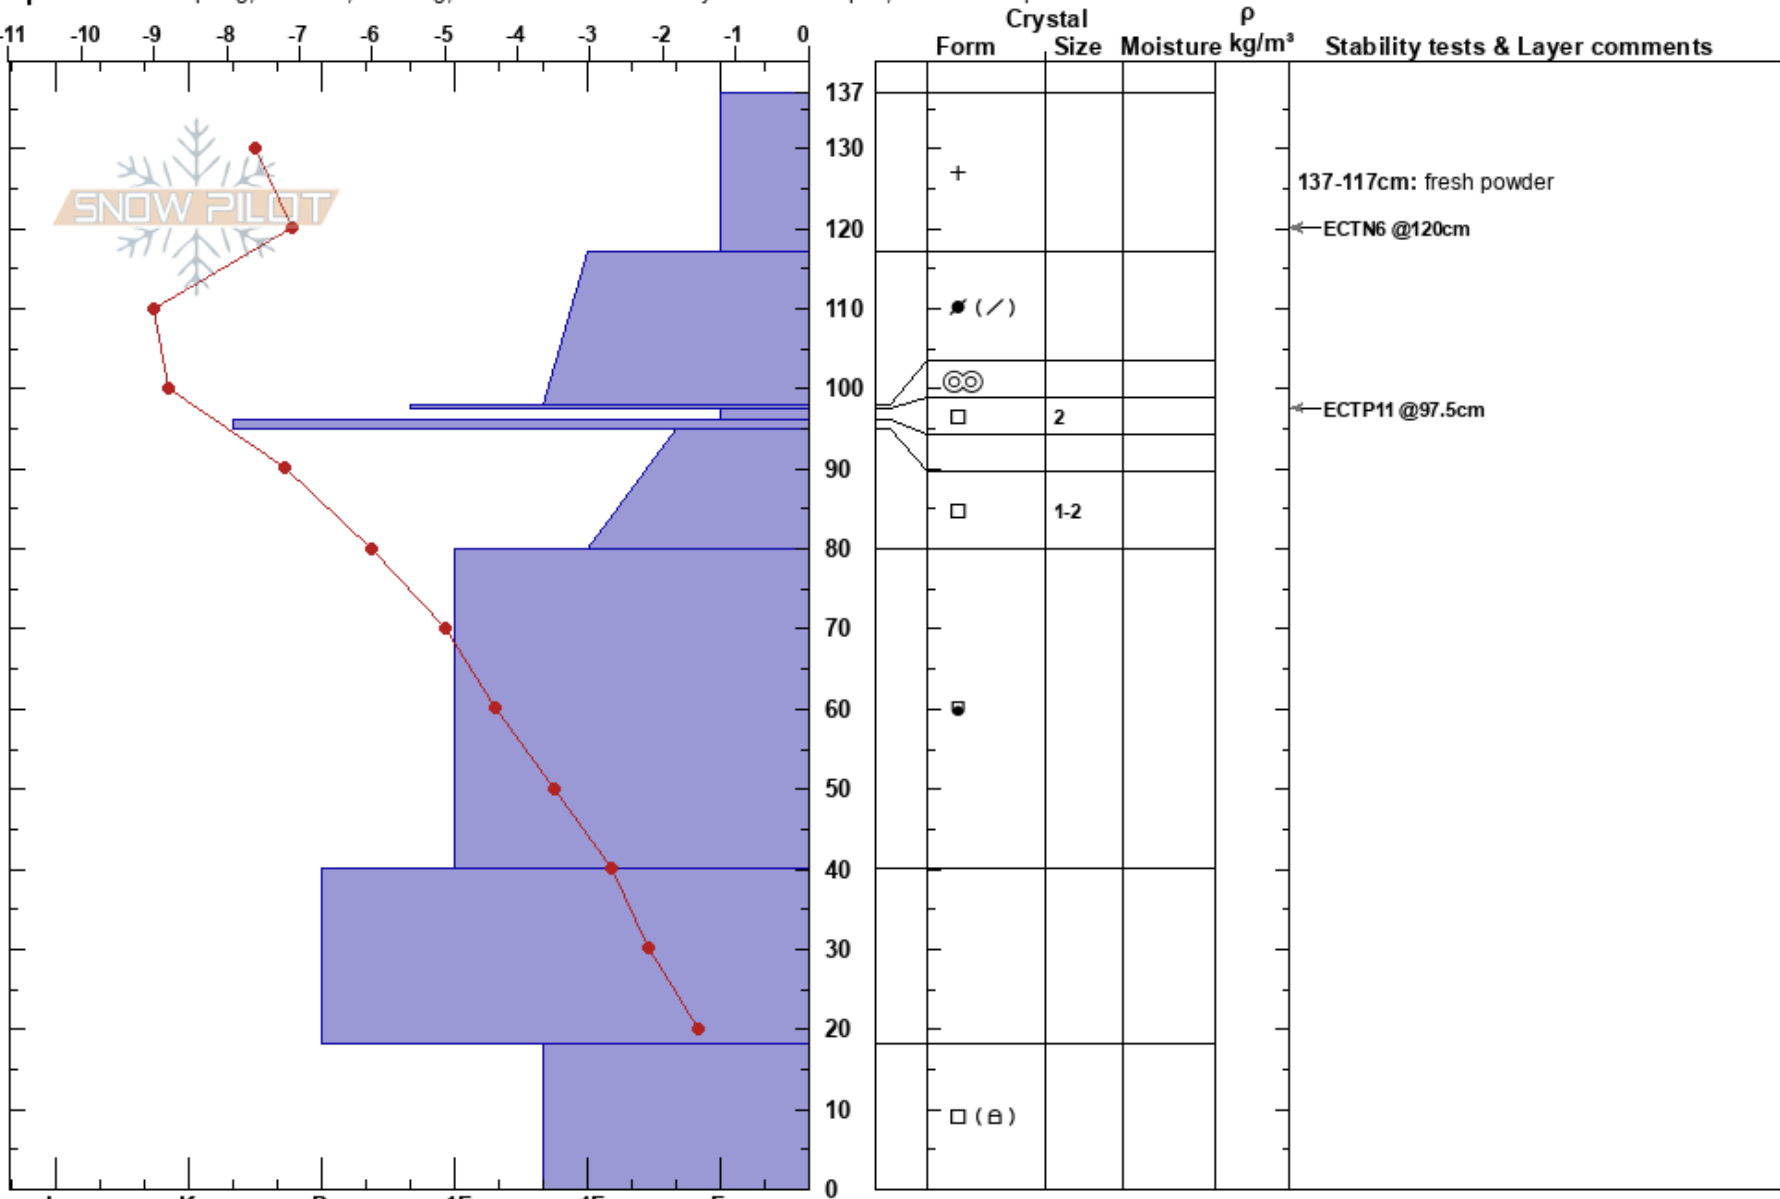 -11 -10 -9 -8 -7 -6 -5 -4 -3 -2 -1 0
Crystal
ρ
Form Size Moisture kg/m³ Stability tests & Layer comments
137
130
SNOW PILOT
137-117cm: fresh powder
120
ECTN6 @120cm
110
( )
100
2
ECTP11 @97.5cm
90
1-2
80
70
60
50
40
30
20
10
( )
0